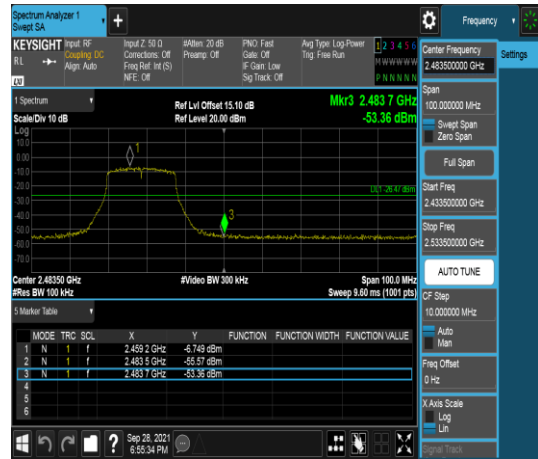 Spectrum Analyzer 1
Swept SA
+
Frequency
KEYSIGHT
RL
LXI
Input: RF
Coupling: DC
Align: Auto
Input Z: 50 Ω
Corrections: Off
Freq Ref: Int (S)
NFE: Off
#Atten: 20 dB
Preamp: Off
PNO: Fast
Gate: Off
IF Gain: Low
Sig Track: Off
Avg Type: Log-Power
Trig: Free Run
1 2 3 4 5 6
M W W W W W
P N N N N N
1 Spectrum
Scale/Div 10 dB
Ref Lvl Offset 15.10 dB
Ref Level 20.00 dBm
Mkr3 2.483 7 GHz
-53.36 dBm
Log
10.0
0.00
-10.0
-20.0
-30.0
-40.0
-50.0
-60.0
-70.0
1
3
DL1 -26.47 dBm
Center 2.48350 GHz
#Res BW 100 kHz
#Video BW 300 kHz
Span 100.0 MHz
Sweep 9.60 ms (1001 pts)
5 Marker Table
MODE TRC SCL X Y FUNCTION FUNCTION WIDTH FUNCTION VALUE
1 N 1 f 2.459 2 GHz -6.749 dBm
2 N 1 f 2.483 5 GHz -55.57 dBm
3 N 1 f 2.483 7 GHz -53.36 dBm
4
5
6
?
Sep 28, 2021
6:55:34 PM
Settings
Center Frequency
2.483500000 GHz
Span
100.000000 MHz
Swept Span
Zero Span
Full Span
Start Freq
2.433500000 GHz
Stop Freq
2.533500000 GHz
AUTO TUNE
CF Step
10.000000 MHz
Auto
Man
Freq Offset
0 Hz
X Axis Scale
Log
Lin
Signal Track